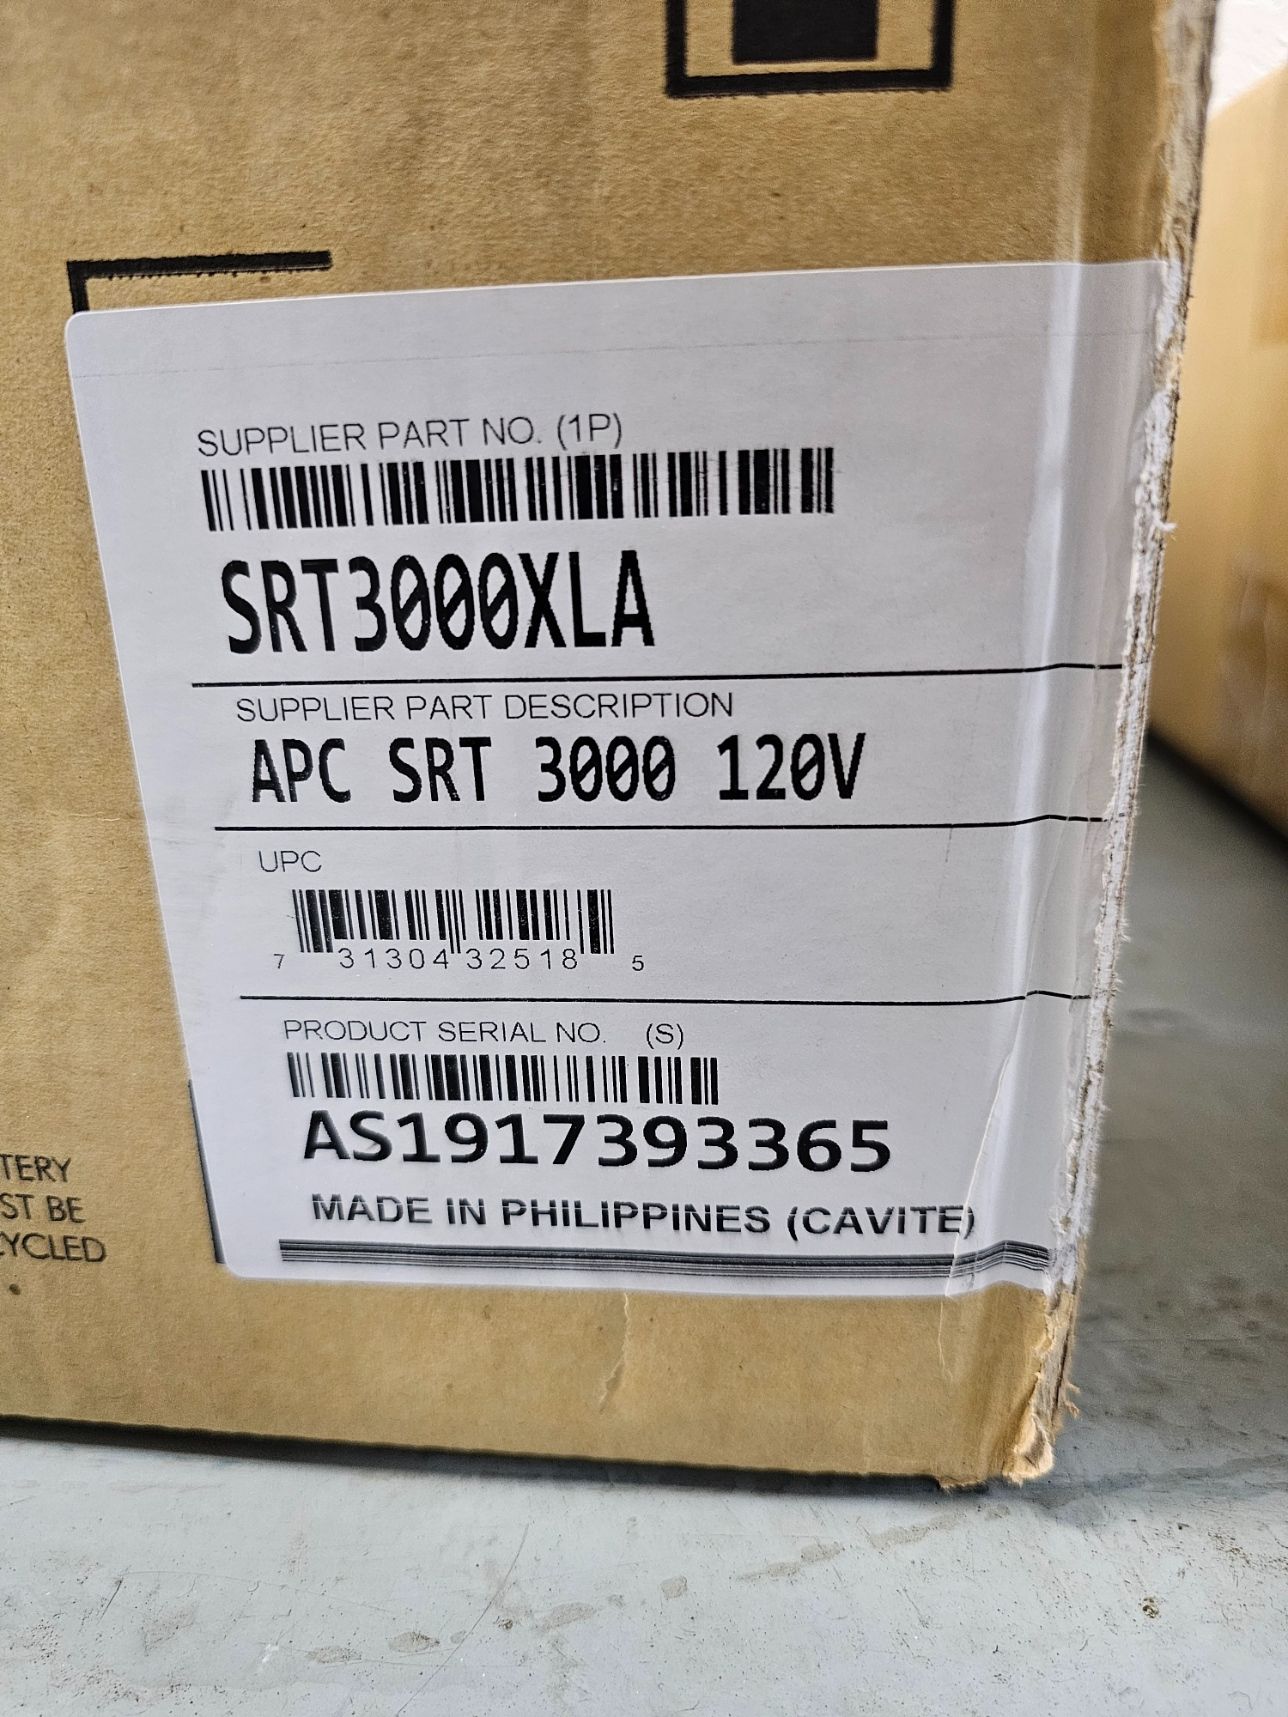 SUPPLIER PART NO. (1P)
SRT3000XLA
SUPPLIER PART DESCRIPTION
APC SRT 3000 120V
UPC
7 31304 32518 5
PRODUCT SERIAL NO. (S)
AS1917393365
MADE IN PHILIPPINES (CAVITE)
TERY
ST BE
YCLED